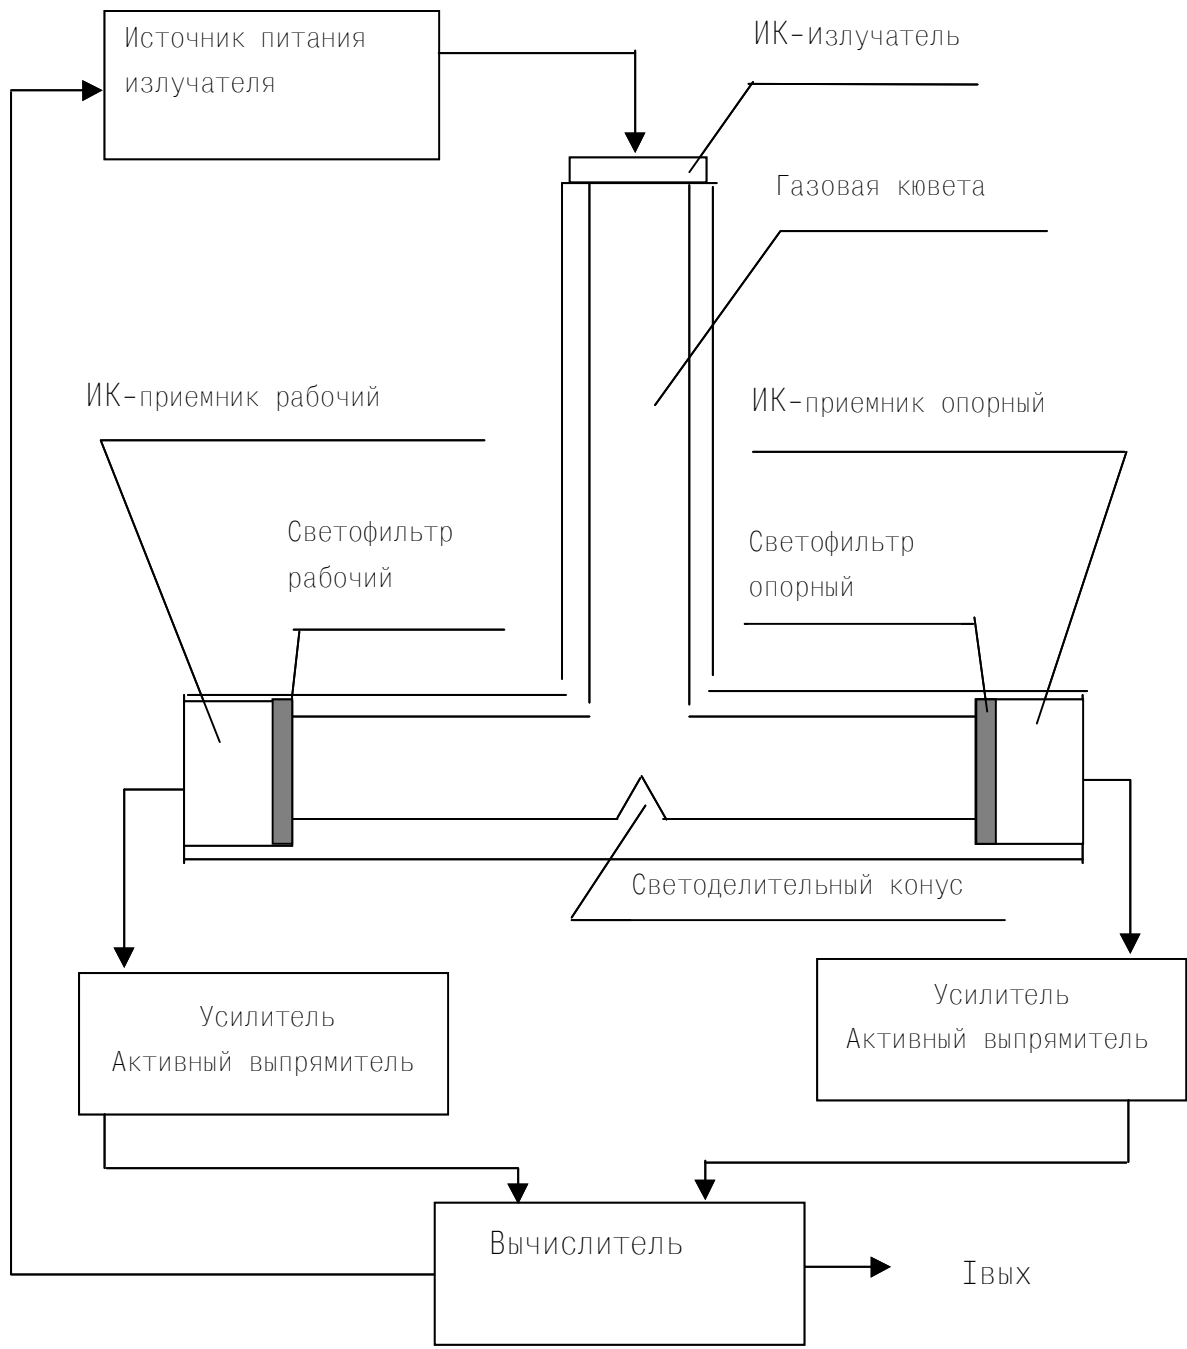 Источник питания
излучателя
ИК-излучатель
Газовая кювета
ИК-приемник рабочий
ИК-приемник опорный
Светофильтр
рабочий
Светофильтр
опорный
Светоделительный конус
Усилитель
Активный выпрямитель
Усилитель
Активный выпрямитель
Вычислитель
Iвых